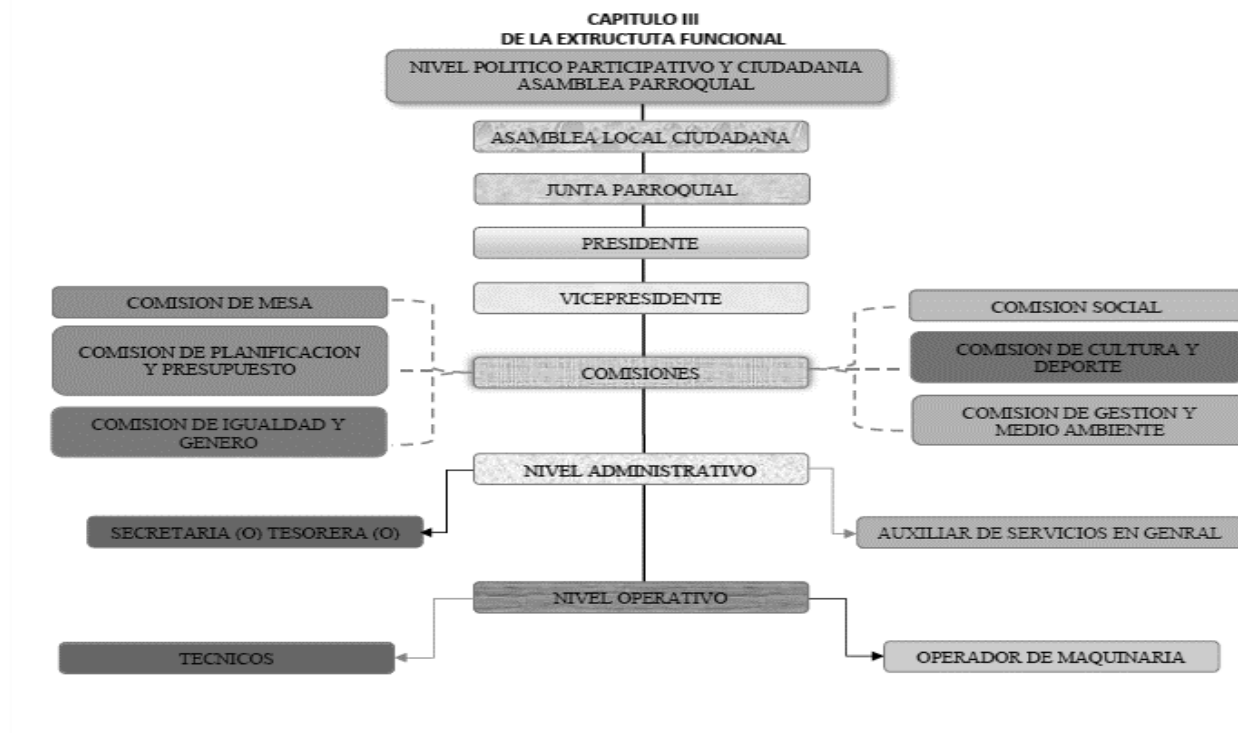 CAPITULO III
DE LA EXTRUCTUTA FUNCIONAL
NIVEL POLITICO PARTICIPATIVO Y CIUDADANIA
ASAMBLEA PARROQUIAL
ASAMBLEA LOCAL CIUDADANA
JUNTA PARROQUIAL
PRESIDENTE
VICEPRESIDENTE
COMISION DE MESA
COMISION SOCIAL
COMISION DE PLANIFICACION
Y PRESUPUESTO
COMISIONES
COMISION DE CULTURA Y
DEPORTE
COMISION DE IGUALDAD Y
GENERO
COMISION DE GESTION Y
MEDIO AMBIENTE
NIVEL ADMINISTRATIVO
SECRETARIA (O) TESORERA (O)
AUXILIAR DE SERVICIOS EN GENRAL
NIVEL OPERATIVO
TECNICOS
OPERADOR DE MAQUINARIA